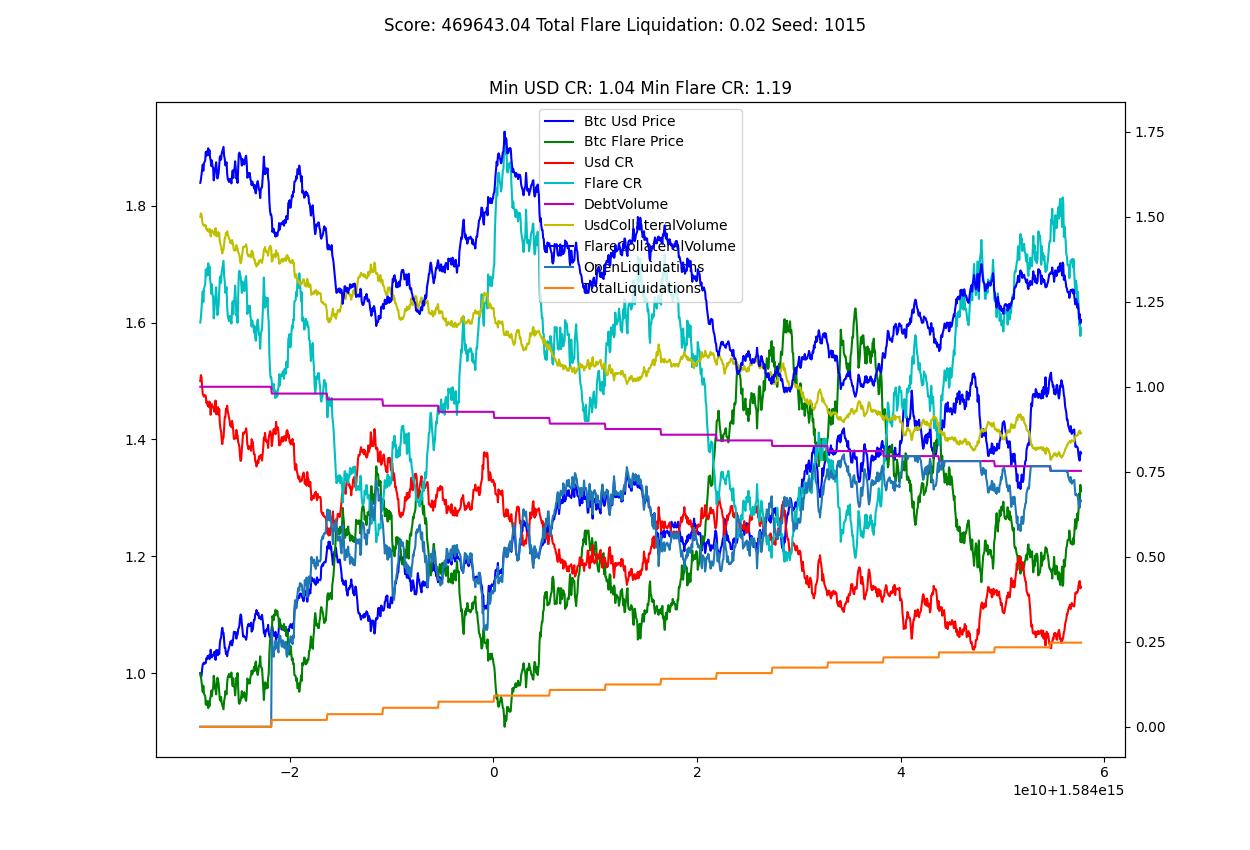 Score: 469643.04 Total Flare Liquidation: 0.02 Seed: 1015
Min USD CR: 1.04 Min Flare CR: 1.19
Btc Usd Price
Btc Flare Price
Usd CR
Flare CR
DebtVolume
UsdCollateralVolume
FlareCollateralVolume
OpenLiquidations
TotalLiquidations
1.8
1.6
1.4
1.2
1.0
1.75
1.50
1.25
1.00
0.75
0.50
0.25
0.00
−2 0 2 4 6
1e10+1.584e15